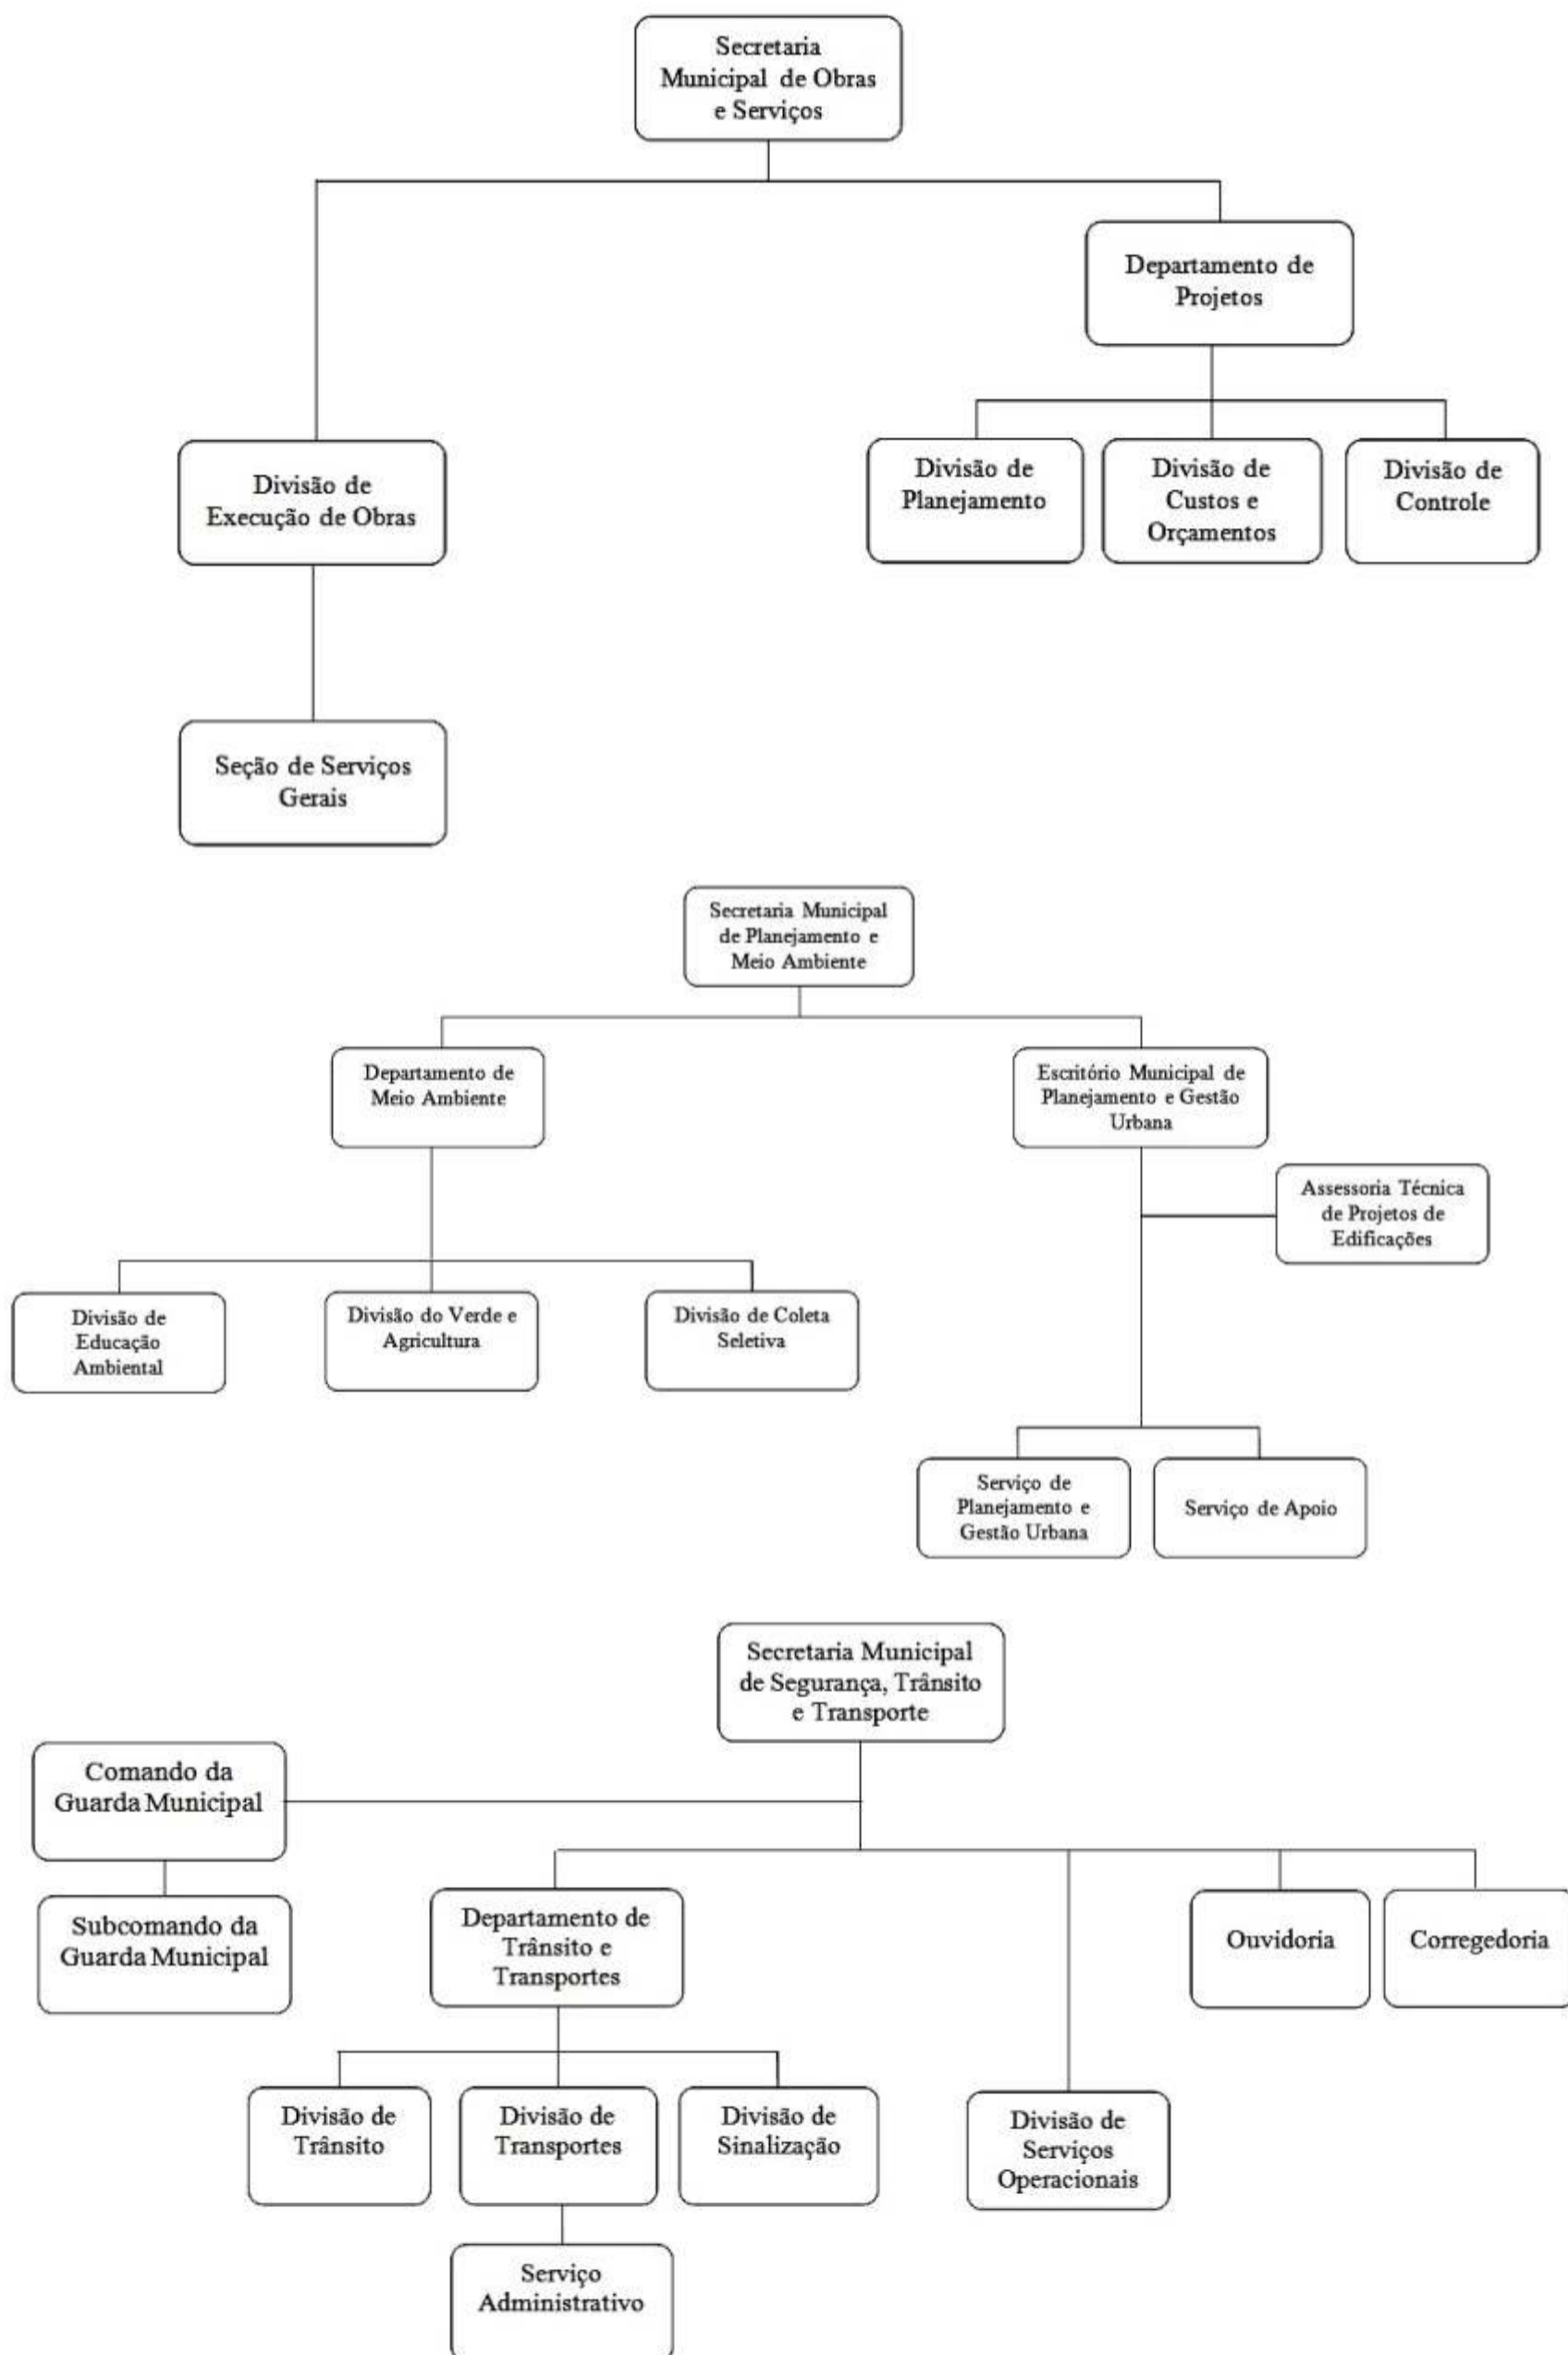 Secretaria
Municipal de Obras
e Serviços
Departamento de
Projetos
Divisão de
Execução de Obras
Divisão de
Planejamento
Divisão de
Custos e
Orçamentos
Divisão de
Controle
Seção de Serviços
Gerais
Secretaria Municipal
de Planejamento e
Meio Ambiente
Departamento de
Meio Ambiente
Escritório Municipal de
Planejamento e Gestão
Urbana
Assessoria Técnica
de Projetos de
Edificações
Divisão de
Educação
Ambiental
Divisão do Verde e
Agricultura
Divisão de Coleta
Seletiva
Serviço de
Planejamento e
Gestão Urbana
Serviço de Apoio
Secretaria Municipal
de Segurança, Trânsito
e Transporte
Comando da
Guarda Municipal
Subcomando da
Guarda Municipal
Departamento de
Trânsito e
Transportes
Ouvidoria
Corregedoria
Divisão de
Trânsito
Divisão de
Transportes
Divisão de
Sinalização
Divisão de
Serviços
Operacionais
Serviço
Administrativo